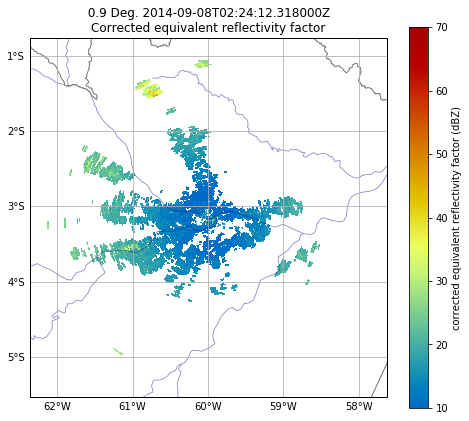 0.9 Deg. 2014-09-08T02:24:12.318000Z
Corrected equivalent reflectivity factor
1°S
2°S
3°S
4°S
5°S
62°W
61°W
60°W
59°W
58°W
70
60
50
40
30
20
10
corrected equivalent reflectivity factor (dBZ)